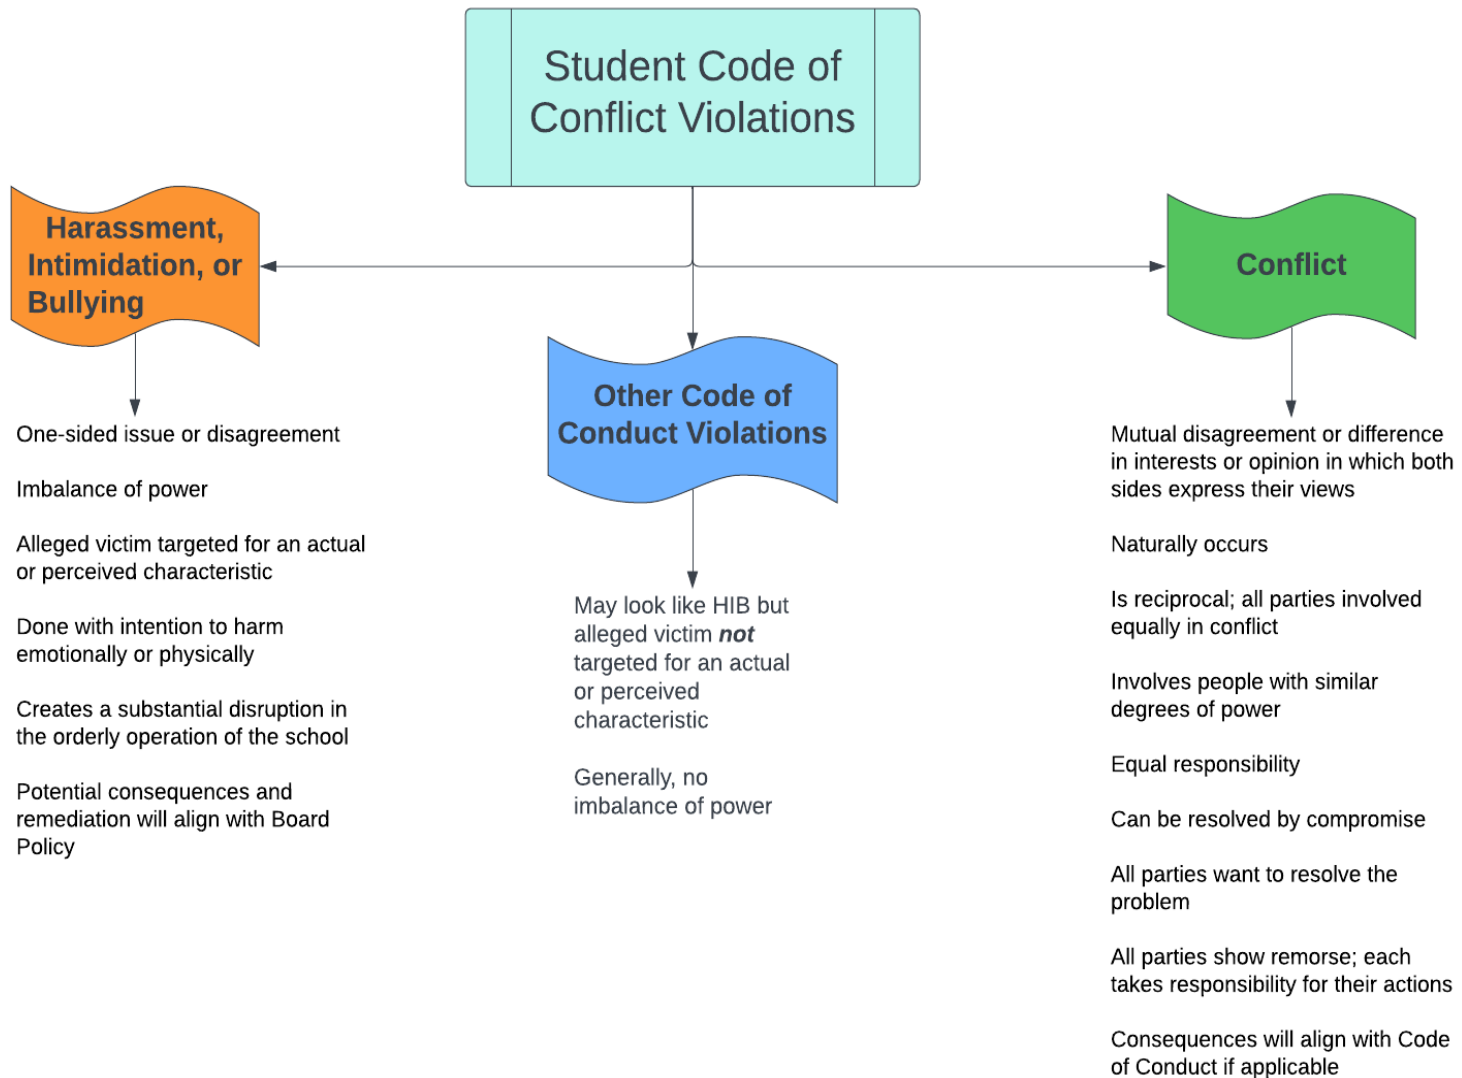 Student Code of
Conflict Violations
Harassment,
Intimidation, or
Bullying
One-sided issue or disagreement
Imbalance of power
Alleged victim targeted for an actual
or perceived characteristic
Done with intention to harm
emotionally or physically
Creates a substantial disruption in
the orderly operation of the school
Potential consequences and
remediation will align with Board
Policy
Other Code of
Conduct Violations
May look like HIB but
alleged victim not
targeted for an actual
or perceived
characteristic
Generally, no
imbalance of power
Conflict
Mutual disagreement or difference
in interests or opinion in which both
sides express their views
Naturally occurs
Is reciprocal; all parties involved
equally in conflict
Involves people with similar
degrees of power
Equal responsibility
Can be resolved by compromise
All parties want to resolve the
problem
All parties show remorse; each
takes responsibility for their actions
Consequences will align with Code
of Conduct if applicable